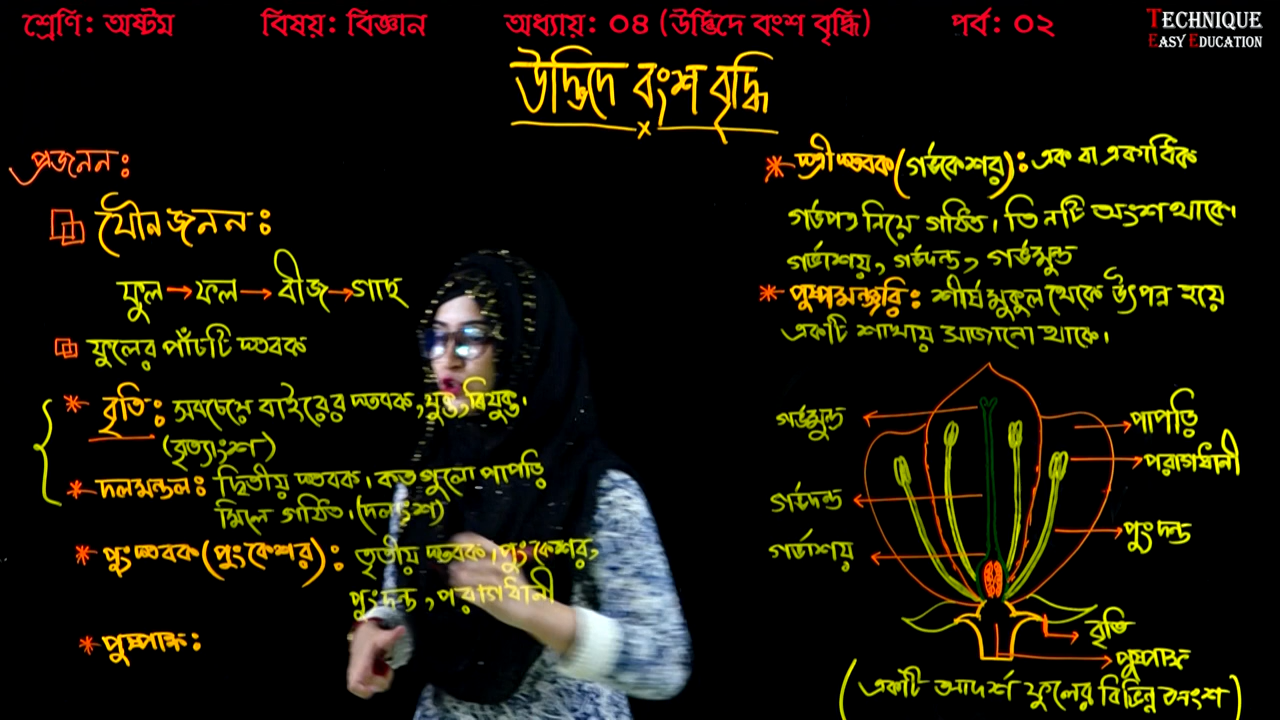 শ্রেণি: অষ্টম
বিষয়: বিজ্ঞান
অধ্যায়: ০৪ (উদ্ভিদে বংশ বৃদ্ধি)
পর্ব: ০২
TECHNIQUE
EASY EDUCATION
উদ্ভিদে বংশ বৃদ্ধি
প্রজনন:
যৌন জনন:
ফুল → ফল → বীজ → গাছ
ফুলের পাঁচটি স্তবক
* বৃতি: সবচেয়ে বাইরের স্তবক, যুক্ত, বিযুক্ত।
(বৃত্যাংশ)
* দলমন্ডল: দ্বিতীয় স্তবক। কতগুলো পাপড়ি
মিলে গঠিত। (দলাংশ)
* পুংস্তবক (পুংকেশর): তৃতীয় স্তবক। পুংকেশর,
পুংদন্ড, পরাগধানী
* পুষ্পাক্ষ:
* স্ত্রীস্তবক (গর্ভকেশর): এক বা একাধিক
গর্ভপত্র নিয়ে গঠিত। তিনটি অংশ থাকে।
গর্ভাশয়, গর্ভদন্ড, গর্ভমুন্ড
* পুষ্পমঞ্জরি: শীর্ষ মুকুল থেকে উৎপন্ন হয়ে
একটি শাখায় সাজানো থাকে।
গর্ভমুন্ড
পাপড়ি
পরাগধানী
গর্ভদন্ড
পুংদন্ড
গর্ভাশয়
বৃতি
পুষ্পাক্ষ
(একটি আদর্শ ফুলের বিভিন্ন অংশ)